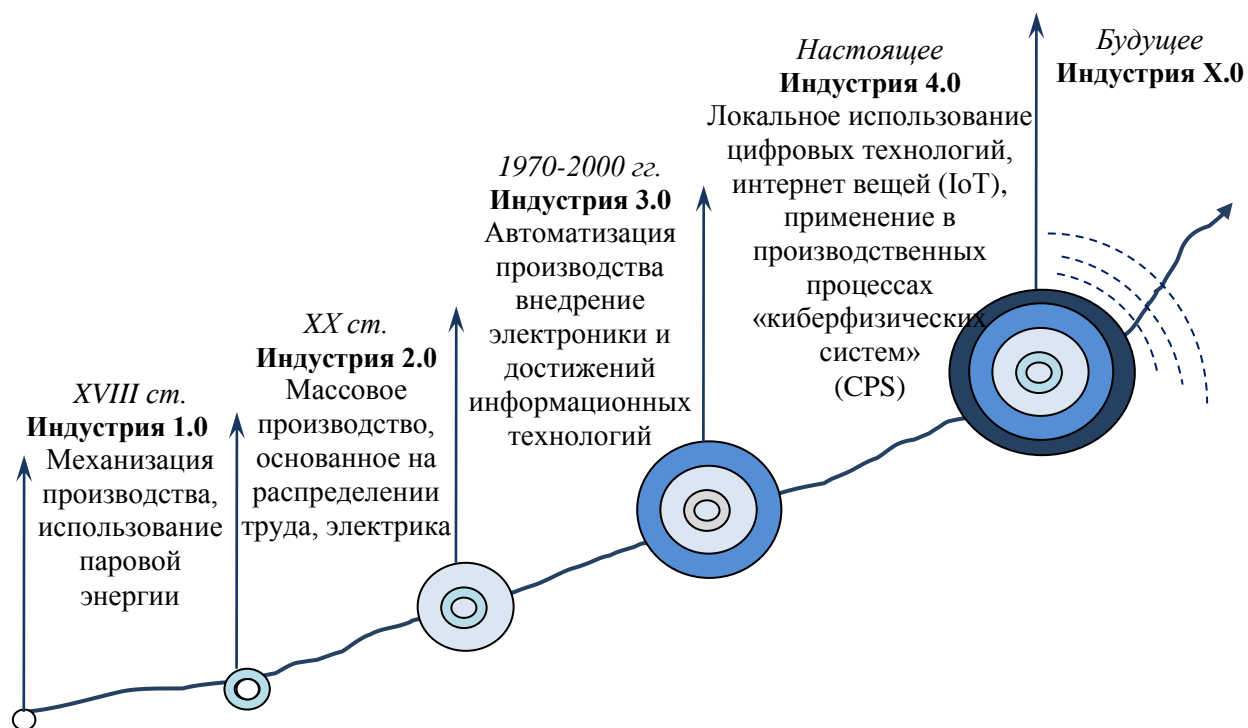 XVIII ст.
Индустрия 1.0
Механизация
производства,
использование
паровой
энергии
XX ст.
Индустрия 2.0
Массовое
производство,
основанное на
распределении
труда, электрика
1970-2000 гг.
Индустрия 3.0
Автоматизация
производства
внедрение
электроники и
достижений
информационных
технологий
Настоящее
Индустрия 4.0
Локальное использование
цифровых технологий,
интернет вещей (IoT),
применение в
производственных
процессах
«киберфизических
систем»
(CPS)
Будущее
Индустрия X.0